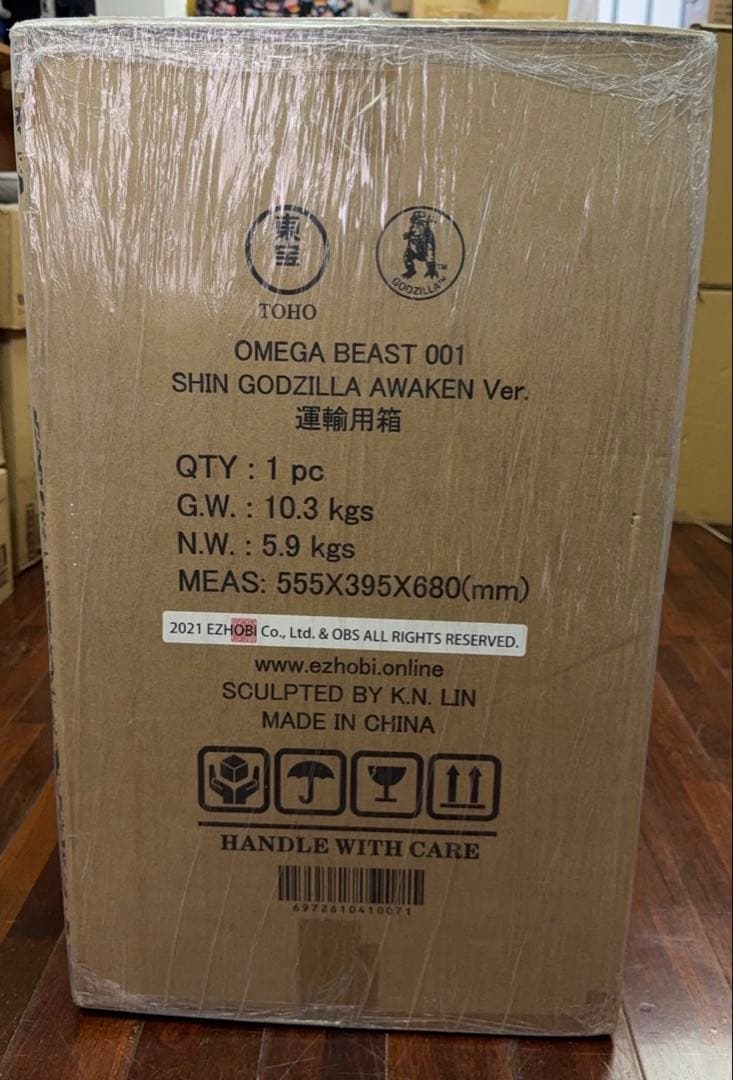 東宝
TOHO
GODZILLA™
OMEGA BEAST 001
SHIN GODZILLA AWAKEN Ver.
運輸用箱
QTY : 1 pc
G.W. : 10.3 kgs
N.W. : 5.9 kgs
MEAS: 555X395X680(mm)
2021 EZHOBI Co., Ltd. & OBS ALL RIGHTS RESERVED.
www.ezhobi.online
SCULPTED BY K.N. LIN
MADE IN CHINA
HANDLE WITH CARE
6972610410071